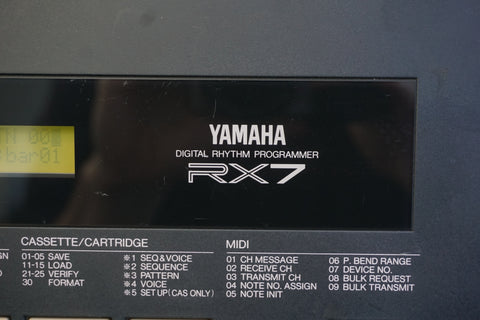 YAMAHA
DIGITAL RHYTHM PROGRAMMER
RX7
bar01
CASSETTE/CARTRIDGE
01-05 SAVE
11-15 LOAD
21-25 VERIFY
30 FORMAT
※1 SEQ&VOICE
※2 SEQUENCE
※3 PATTERN
※4 VOICE
※5 SET UP (CAS ONLY)
MIDI
01 CH MESSAGE
02 RECEIVE CH
03 TRANSMIT CH
04 NOTE NO. ASSIGN
05 NOTE INIT
06 P. BEND RANGE
07 DEVICE NO.
08 BULK REQUEST
09 BULK TRANSMIT